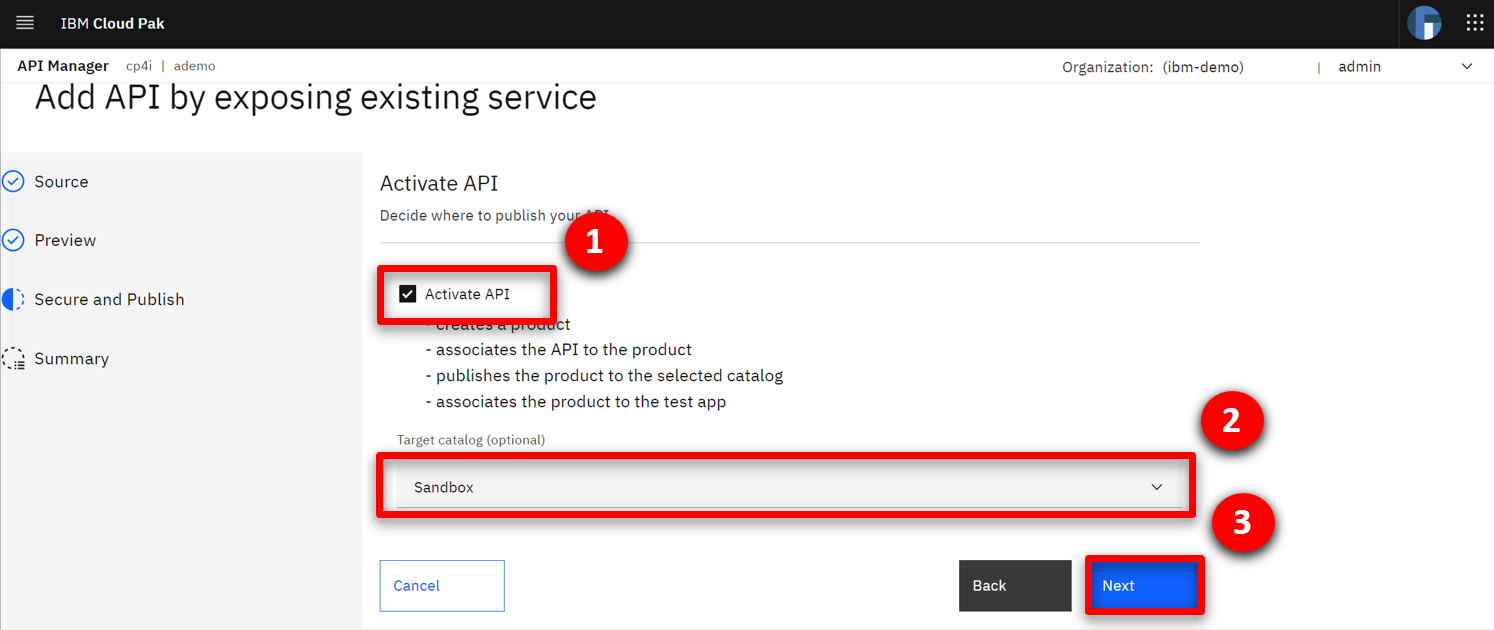 IBM Cloud Pak
API Manager cp4i | ademo Organization: (ibm-demo) | admin
Add API by exposing existing service
Source
Preview
Secure and Publish
Summary
Activate API
Decide where to publish your API
1
Activate API
- creates a product
- associates the API to the product
- publishes the product to the selected catalog
- associates the product to the test app
2
Target catalog (optional)
Sandbox
3
Cancel
Back
Next